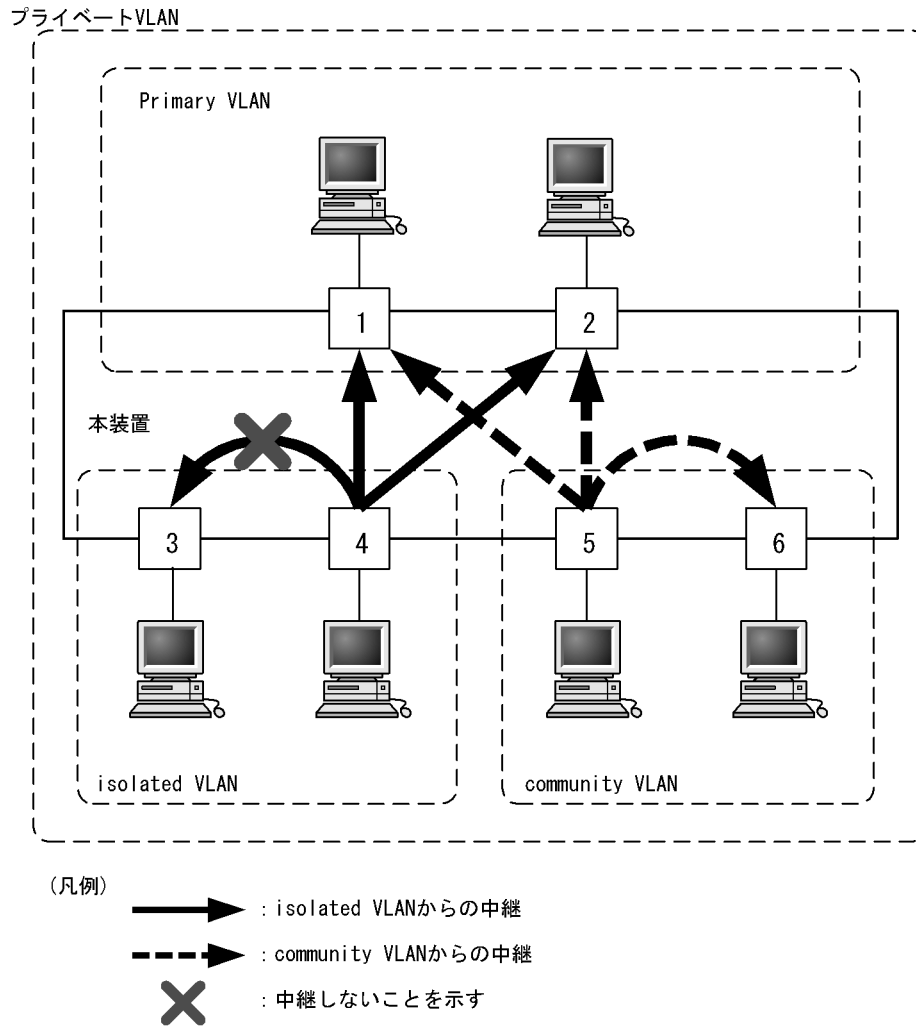 プライベートVLAN
Primary VLAN
1
2
本装置
3
4
5
6
isolated VLAN
community VLAN
(凡例)
：isolated VLANからの中継
：community VLANからの中継
：中継しないことを示す